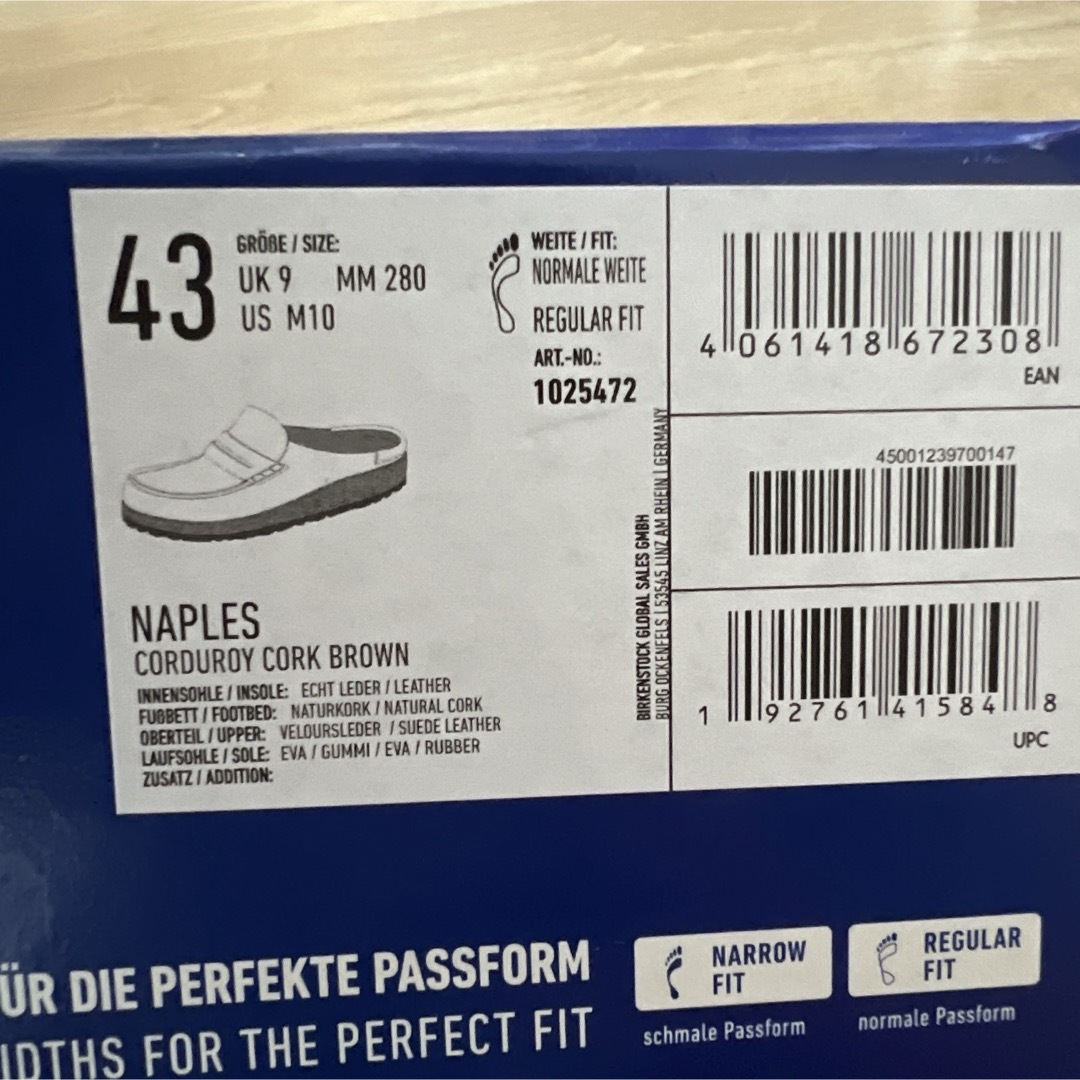 43
GRÖßE / SIZE:
UK 9 MM 280
US M10
WEITE / FIT:
NORMALE WEITE
REGULAR FIT
ART.-NO.:
1025472
NAPLES
CORDUROY CORK BROWN
INNENSOHLE / INSOLE: ECHT LEDER / LEATHER
FUßBETT / FOOTBED: NATURKORK / NATURAL CORK
OBERTEIL / UPPER: VELOURSLEDER / SUEDE LEATHER
LAUFSOHLE / SOLE: EVA / GUMMI / EVA / RUBBER
ZUSATZ / ADDITION:
BIRKENSTOCK GLOBAL SALES GMBH
BURG OCKENFELS | 53545 LINZ AM RHEIN | GERMANY
4 061418 672308
EAN
45001239700147
1 92761 41584 8
UPC
ÜR DIE PERFEKTE PASSFORM
IDTHS FOR THE PERFECT FIT
NARROW
FIT
schmale Passform
REGULAR
FIT
normale Passform